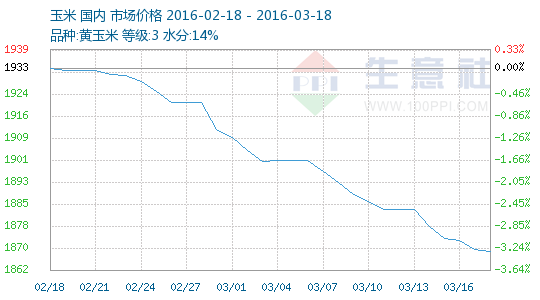 玉米 国内 市场价格 2016-02-18 - 2016-03-18
品种:黄玉米 等级:3 水分:14%
1939 0.33%
1933 0.00%
1924 -0.46%
1916 -0.86%
1909 -1.26%
1901 -1.66%
1893 -2.05%
1885 -2.45%
1878 -2.85%
1870 -3.24%
1862 -3.64%
PPI 生意社
WWW.100PPI.COM
02/18 02/21 02/24 02/27 03/01 03/04 03/07 03/10 03/13 03/16